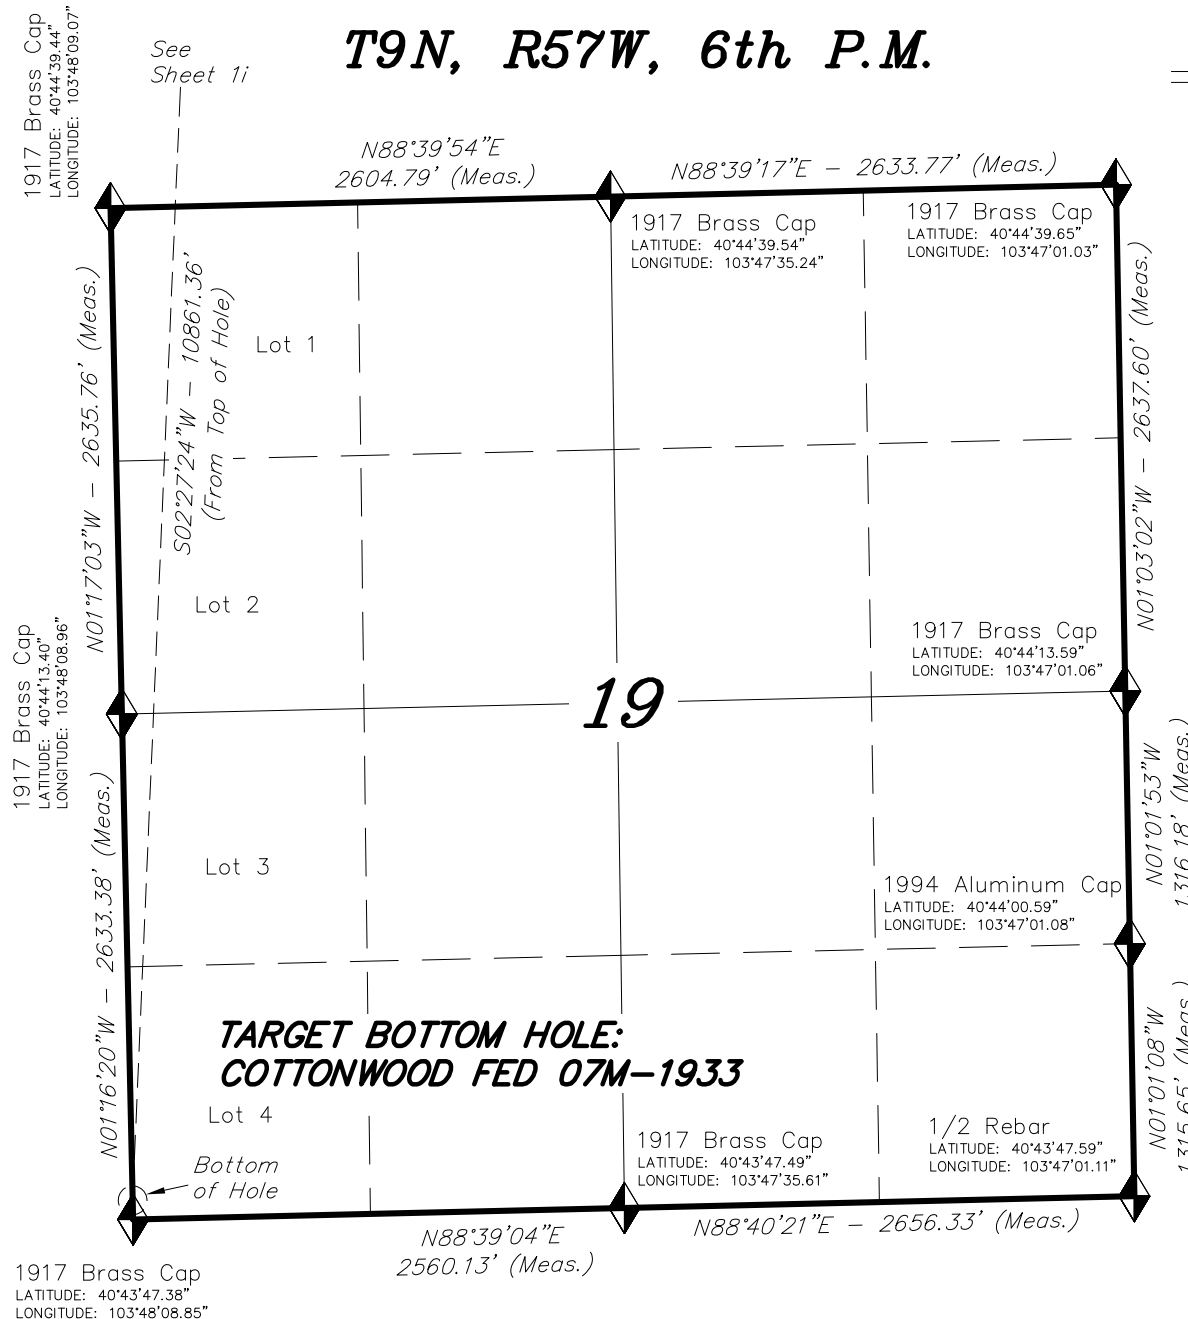 T9N, R57W, 6th P.M.
See
Sheet 1i
1917 Brass Cap
LATITUDE: 40°44'39.44"
LONGITUDE: 103°48'09.07"
N88°39'54"E
2604.79' (Meas.)
N88°39'17"E – 2633.77' (Meas.)
1917 Brass Cap
LATITUDE: 40°44'39.54"
LONGITUDE: 103°47'35.24"
1917 Brass Cap
LATITUDE: 40°44'39.65"
LONGITUDE: 103°47'01.03"
N01°17'03"W – 2635.76' (Meas.)
S02°27'24"W – 10861.36'
(From Top of Hole)
Lot 1
N01°03'02"W – 2637.60' (Meas.)
Lot 2
1917 Brass Cap
LATITUDE: 40°44'13.40"
LONGITUDE: 103°48'08.96"
1917 Brass Cap
LATITUDE: 40°44'13.59"
LONGITUDE: 103°47'01.06"
19
N01°16'20"W – 2633.38' (Meas.)
Lot 3
N01°01'53"W
1316.18' (Meas.)
1994 Aluminum Cap
LATITUDE: 40°44'00.59"
LONGITUDE: 103°47'01.08"
TARGET BOTTOM HOLE:
COTTONWOOD FED 07M–1933
Lot 4
N01°01'08"W
1315.65' (Meas.)
Bottom
of Hole
1917 Brass Cap
LATITUDE: 40°43'47.49"
LONGITUDE: 103°47'35.61"
1/2 Rebar
LATITUDE: 40°43'47.59"
LONGITUDE: 103°47'01.11"
N88°39'04"E
2560.13' (Meas.)
N88°40'21"E – 2656.33' (Meas.)
1917 Brass Cap
LATITUDE: 40°43'47.38"
LONGITUDE: 103°48'08.85"